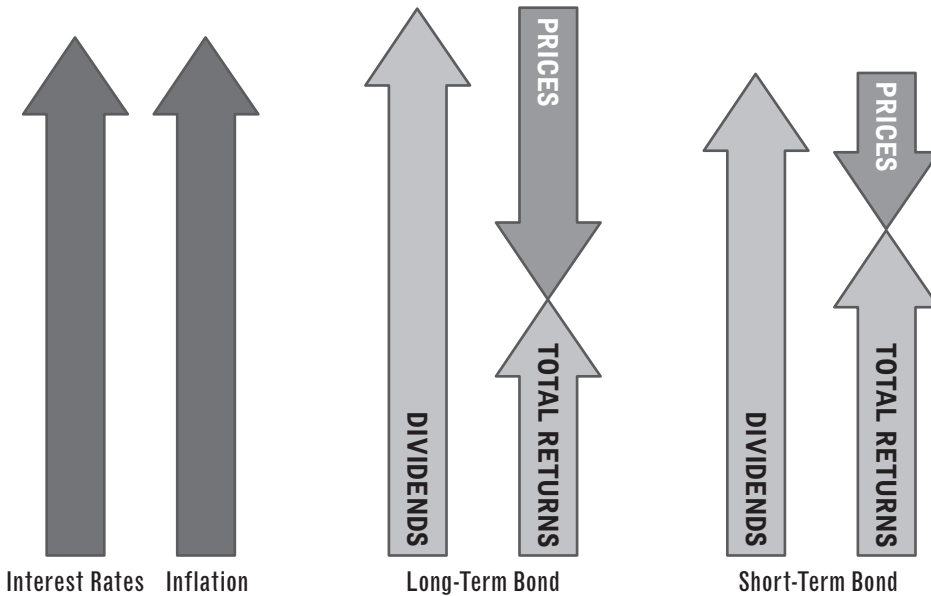 PRICES
PRICES
DIVIDENDS
TOTAL RETURNS
DIVIDENDS
TOTAL RETURNS
Interest Rates
Inflation
Long-Term Bond
Short-Term Bond